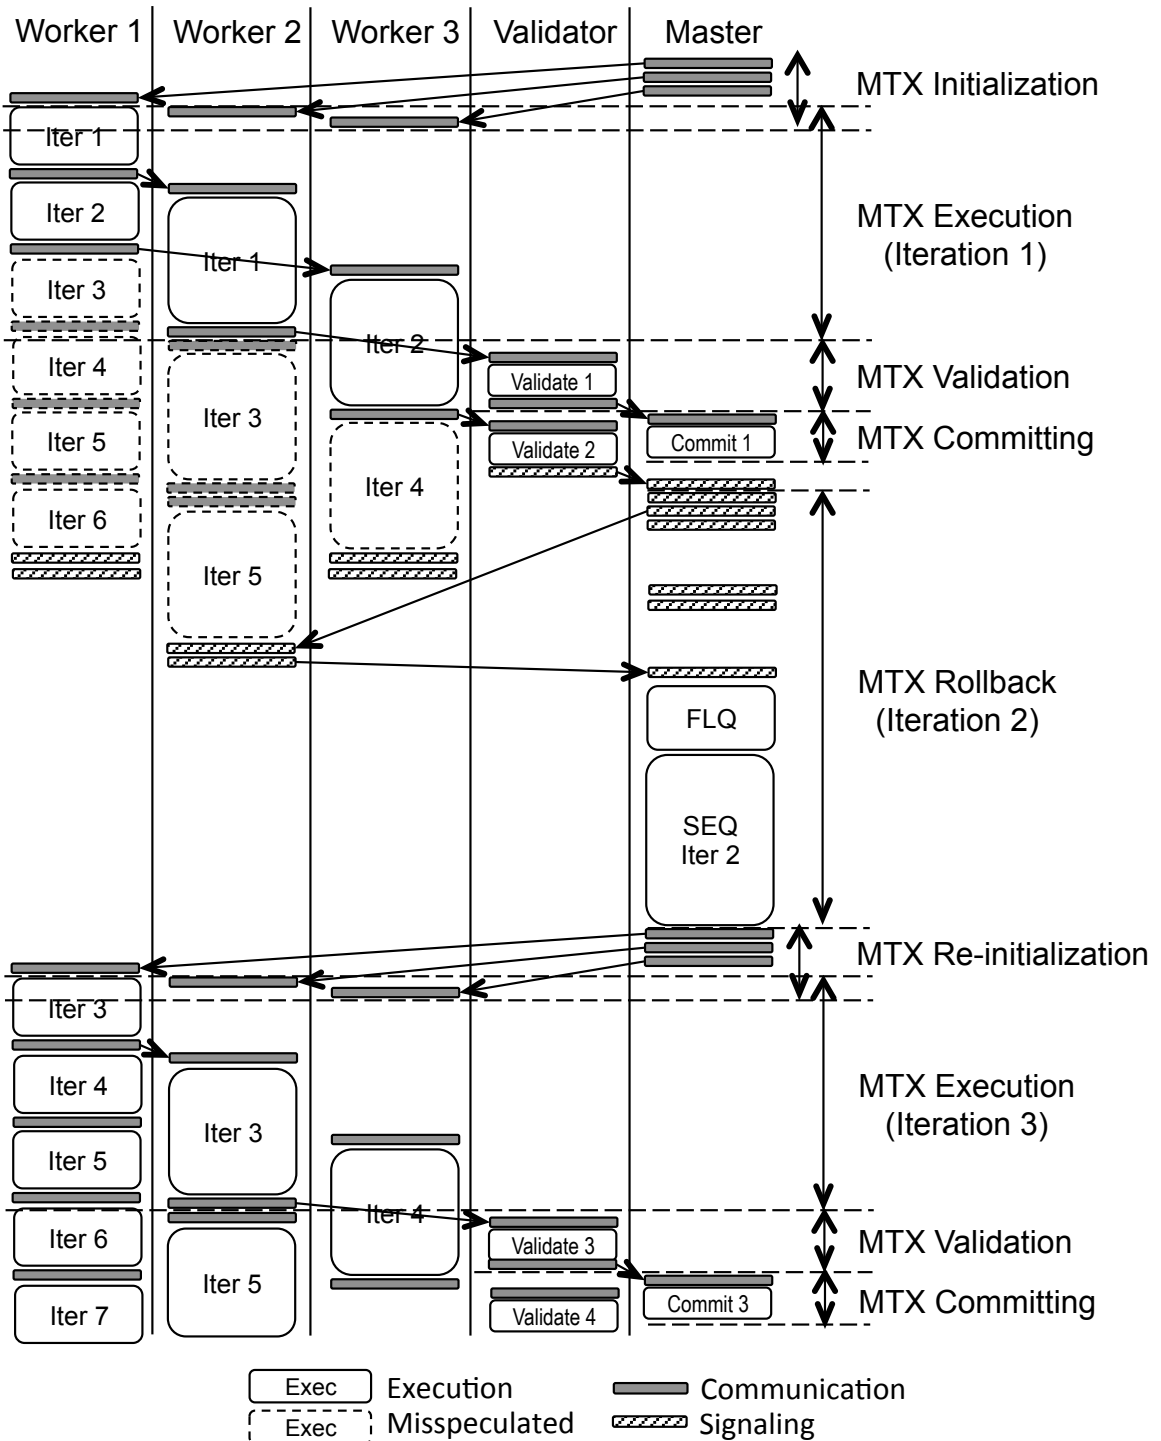 Worker 1 Worker 2 Worker 3 Validator Master
MTX Initialization
Iter 1
Iter 2
Iter 1
MTX Execution
(Iteration 1)
Iter 3
Iter 2
Iter 4
Validate 1
MTX Validation
Iter 3
Iter 5
Validate 2
Commit 1
MTX Committing
Iter 4
Iter 6
Iter 5
MTX Rollback
(Iteration 2)
FLQ
SEQ
Iter 2
MTX Re-initialization
Iter 3
Iter 4
Iter 3
MTX Execution
(Iteration 3)
Iter 5
Iter 4
Iter 6
Validate 3
MTX Validation
Iter 5
Iter 7
Validate 4
Commit 3
MTX Committing
Exec Execution Communication
Exec Misspeculated Signaling